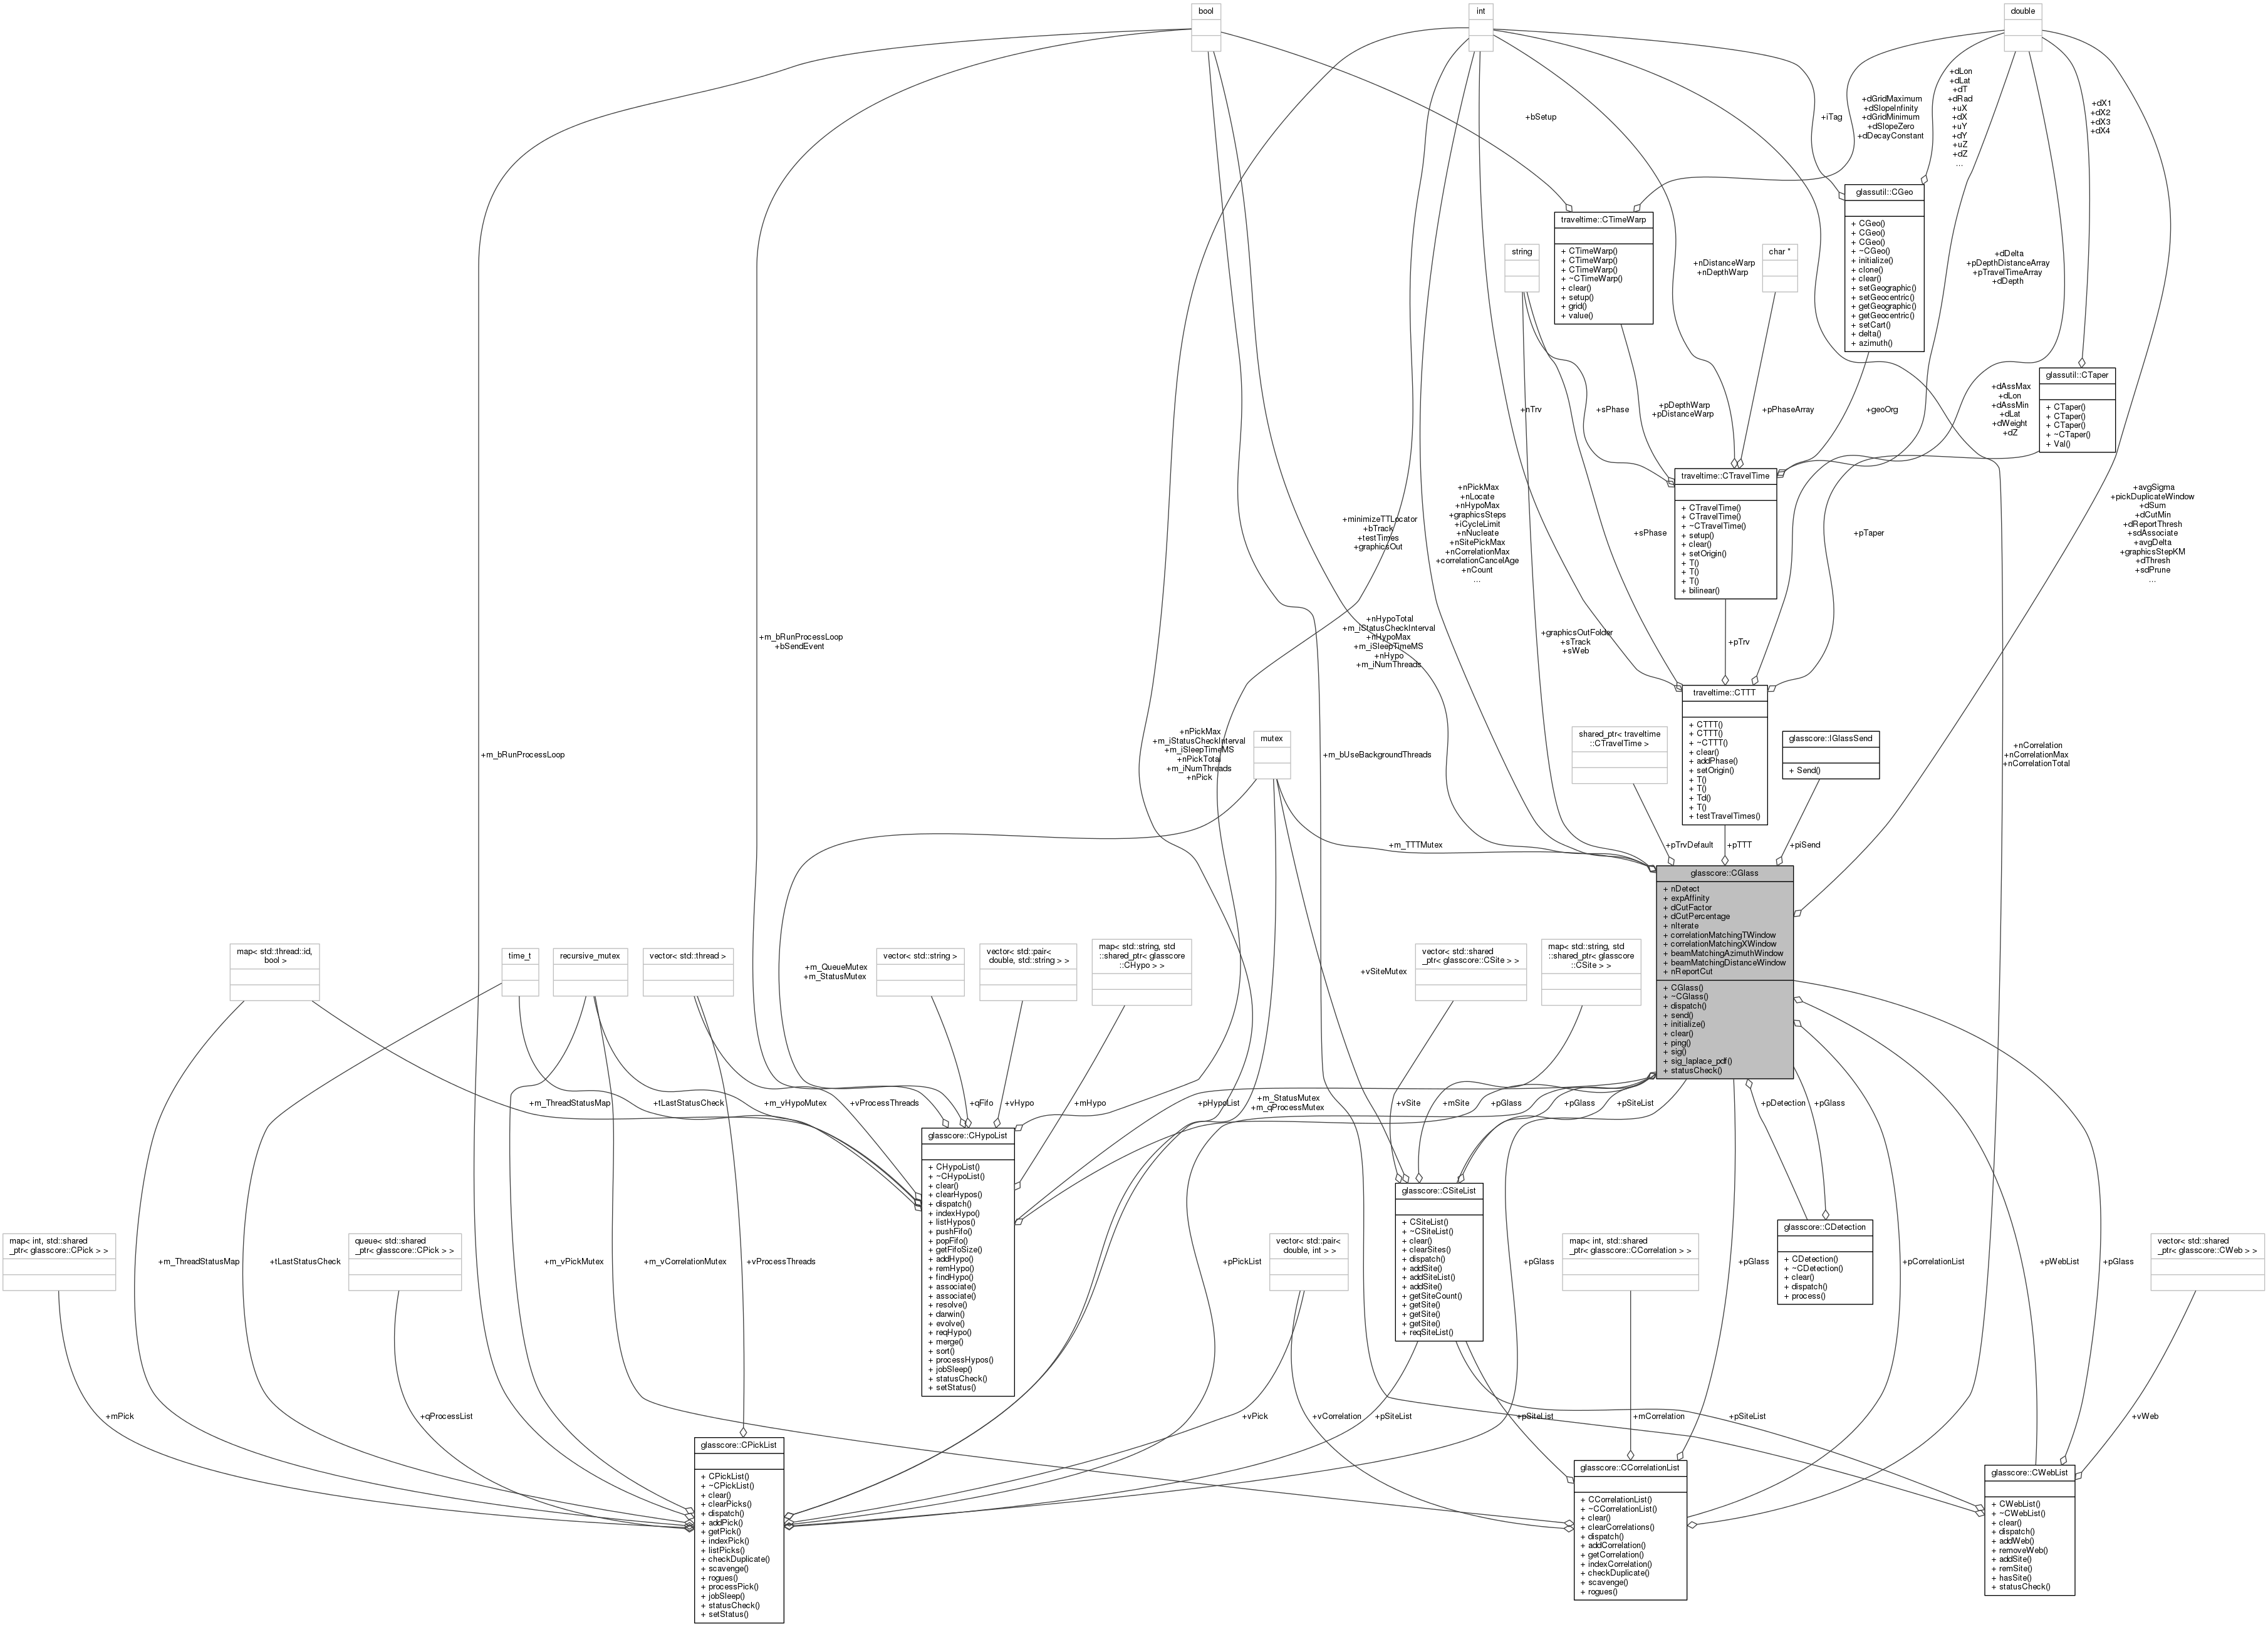 bool
int
double
+dLon
+dLat
+dT
+dRad
+uX
+dX
+uY
+dY
+uZ
+dZ
...
+dGridMaximum
+dSlopeInfinity
+dGridMinimum
+dSlopeZero
+dDecayConstant
+dX1
+dX2
+dX3
+dX4
+bSetup
+iTag
glassutil::CGeo
+ CGeo()
+ CGeo()
+ CGeo()
+ ~CGeo()
+ initialize()
+ clone()
+ clear()
+ setGeographic()
+ setGeocentric()
+ getGeographic()
+ getGeocentric()
+ setCart()
+ delta()
+ azimuth()
traveltime::CTimeWarp
+ CTimeWarp()
+ CTimeWarp()
+ CTimeWarp()
+ ~CTimeWarp()
+ clear()
+ setup()
+ grid()
+ value()
string
char *
+nDistanceWarp
+nDepthWarp
+dDelta
+pDepthDistanceArray
+pTravelTimeArray
+dDepth
glassutil::CTaper
+ CTaper()
+ CTaper()
+ CTaper()
+ ~CTaper()
+ Val()
+dAssMax
+dLon
+dAssMin
+dLat
+dWeight
+dZ
+nTrv
+sPhase
+pDepthWarp
+pDistanceWarp
+pPhaseArray
+geoOrg
traveltime::CTravelTime
+ CTravelTime()
+ CTravelTime()
+ ~CTravelTime()
+ setup()
+ clear()
+ setOrigin()
+ T()
+ T()
+ T()
+ bilinear()
+minimizeTTLocator
+bTrack
+testTimes
+graphicsOut
+nPickMax
+nLocate
+nHypoMax
+graphicsSteps
+iCycleLimit
+nNucleate
+nSitePickMax
+nCorrelationMax
+correlationCancelAge
+nCount
...
+sPhase
+pTaper
+avgSigma
+pickDuplicateWindow
+dSum
+dCutMin
+dReportThresh
+sdAssociate
+avgDelta
+graphicsStepKM
+dThresh
+sdPrune
...
+m_bRunProcessLoop
+bSendEvent
+nHypoTotal
+m_iStatusCheckInterval
+nHypoMax
+m_iSleepTimeMS
+nHypo
+m_iNumThreads
+graphicsOutFolder
+sTrack
+sWeb
+pTrv
traveltime::CTTT
+ CTTT()
+ CTTT()
+ ~CTTT()
+ clear()
+ addPhase()
+ setOrigin()
+ T()
+ T()
+ Td()
+ T()
+ testTravelTimes()
+m_bRunProcessLoop
+nPickMax
+m_iStatusCheckInterval
+m_iSleepTimeMS
+nPickTotal
+m_iNumThreads
+nPick
mutex
+m_bUseBackgroundThreads
shared_ptr< traveltime
::CTravelTime >
glasscore::IGlassSend
+ Send()
+nCorrelation
+nCorrelationMax
+nCorrelationTotal
+m_TTTMutex
+pTrvDefault
+pTTT
+piSend
glasscore::CGlass
+ nDetect
+ expAffinity
+ dCutFactor
+ dCutPercentage
+ nIterate
+ correlationMatchingTWindow
+ correlationMatchingXWindow
+ beamMatchingAzimuthWindow
+ beamMatchingDistanceWindow
+ nReportCut
+ CGlass()
+ ~CGlass()
+ dispatch()
+ send()
+ initialize()
+ clear()
+ ping()
+ sig()
+ sig_laplace_pdf()
+ statusCheck()
map< std::thread::id,
bool >
time_t
recursive_mutex
vector< std::thread >
+m_QueueMutex
+m_StatusMutex
vector< std::string >
vector< std::pair<
double, std::string > >
map< std::string, std
::shared_ptr< glasscore
::CHypo > >
+vSiteMutex
vector< std::shared
_ptr< glasscore::CSite > >
map< std::string, std
::shared_ptr< glasscore
::CSite > >
+m_ThreadStatusMap
+tLastStatusCheck
+m_vHypoMutex
+vProcessThreads
+qFifo
+vHypo
+mHypo
+pHypoList
+m_StatusMutex
+m_qProcessMutex
+pGlass
+vSite
+mSite
+pGlass
+pSiteList
+pDetection
+pGlass
glasscore::CHypoList
+ CHypoList()
+ ~CHypoList()
+ clear()
+ clearHypos()
+ dispatch()
+ indexHypo()
+ listHypos()
+ pushFifo()
+ popFifo()
+ getFifoSize()
+ addHypo()
+ remHypo()
+ findHypo()
+ associate()
+ associate()
+ resolve()
+ darwin()
+ evolve()
+ reqHypo()
+ merge()
+ sort()
+ processHypos()
+ jobSleep()
+ statusCheck()
+ setStatus()
glasscore::CSiteList
+ CSiteList()
+ ~CSiteList()
+ clear()
+ clearSites()
+ dispatch()
+ addSite()
+ addSiteList()
+ addSite()
+ getSiteCount()
+ getSite()
+ getSite()
+ getSite()
+ reqSiteList()
glasscore::CDetection
+ CDetection()
+ ~CDetection()
+ clear()
+ dispatch()
+ process()
map< int, std::shared
_ptr< glasscore::CPick > >
queue< std::shared
_ptr< glasscore::CPick > >
vector< std::pair<
double, int > >
map< int, std::shared
_ptr< glasscore::CCorrelation > >
vector< std::shared
_ptr< glasscore::CWeb > >
+m_ThreadStatusMap
+tLastStatusCheck
+m_vPickMutex
+m_vCorrelationMutex
+vProcessThreads
+pPickList
+pGlass
+pGlass
+pCorrelationList
+pWebList
+pGlass
+mPick
+qProcessList
+vPick
+vCorrelation
+pSiteList
+pSiteList
+mCorrelation
+pSiteList
+vWeb
glasscore::CPickList
+ CPickList()
+ ~CPickList()
+ clear()
+ clearPicks()
+ dispatch()
+ addPick()
+ getPick()
+ indexPick()
+ listPicks()
+ checkDuplicate()
+ scavenge()
+ rogues()
+ processPick()
+ jobSleep()
+ statusCheck()
+ setStatus()
glasscore::CCorrelationList
+ CCorrelationList()
+ ~CCorrelationList()
+ clear()
+ clearCorrelations()
+ dispatch()
+ addCorrelation()
+ getCorrelation()
+ indexCorrelation()
+ checkDuplicate()
+ scavenge()
+ rogues()
glasscore::CWebList
+ CWebList()
+ ~CWebList()
+ clear()
+ dispatch()
+ addWeb()
+ removeWeb()
+ addSite()
+ remSite()
+ hasSite()
+ statusCheck()